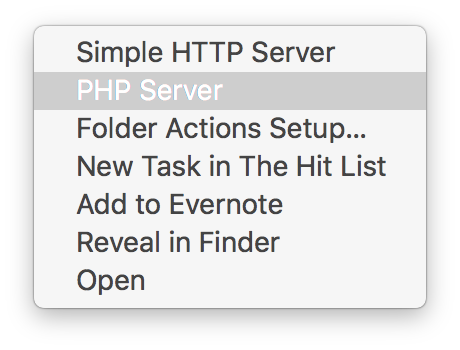 Simple HTTP Server
PHP Server
Folder Actions Setup...
New Task in The Hit List
Add to Evernote
Reveal in Finder
Open